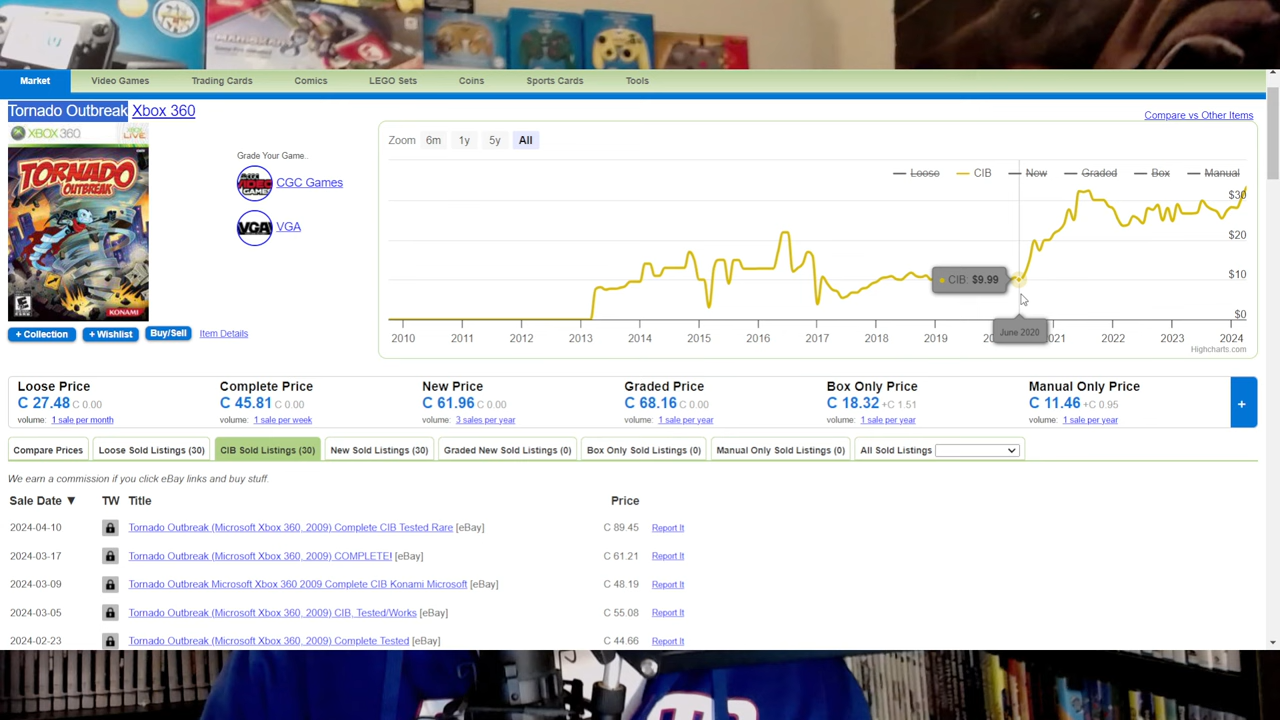 Market Video Games Trading Cards Comics LEGO Sets Coins Sports Cards Tools
Tornado Outbreak Xbox 360
Compare vs Other Items
XBOX 360 LIVE
TORNADO
OUTBREAK
KONAMI
Grade Your Game..
CGC Games
VGA VGA
Zoom 6m 1y 5y All
Loose CIB New Graded Box Manual
$30
$20
$10
$0
CIB: $9.99
June 2020
2010 2011 2012 2013 2014 2015 2016 2017 2018 2019 2021 2022 2023 2024
Highcharts.com
+ Collection + Wishlist Buy/Sell Item Details
Loose Price Complete Price New Price Graded Price Box Only Price Manual Only Price
C 27.48 C 0.00 C 45.81 C 0.00 C 61.96 C 0.00 C 68.16 C 0.00 C 18.32 +C 1.51 C 11.46 +C 0.95 +
volume: 1 sale per month volume: 1 sale per week volume: 3 sales per year volume: 1 sale per year volume: 1 sale per year volume: 1 sale per year
Compare Prices Loose Sold Listings (30) CIB Sold Listings (30) New Sold Listings (30) Graded New Sold Listings (0) Box Only Sold Listings (0) Manual Only Sold Listings (0) All Sold Listings
We earn a commission if you click eBay links and buy stuff.
Sale Date ▼ TW Title Price
2024-04-10 Tornado Outbreak (Microsoft Xbox 360, 2009) Complete CIB Tested Rare [eBay] C 89.45 Report It
2024-03-17 Tornado Outbreak (Microsoft Xbox 360, 2009) COMPLETE! [eBay] C 61.21 Report It
2024-03-09 Tornado Outbreak Microsoft Xbox 360 2009 Complete CIB Konami Microsoft [eBay] C 48.19 Report It
2024-03-05 Tornado Outbreak (Microsoft Xbox 360, 2009) CIB, Tested/Works [eBay] C 55.08 Report It
2024-02-23 Tornado Outbreak (Microsoft Xbox 360, 2009) Complete Tested [eBay] C 44.66 Report It